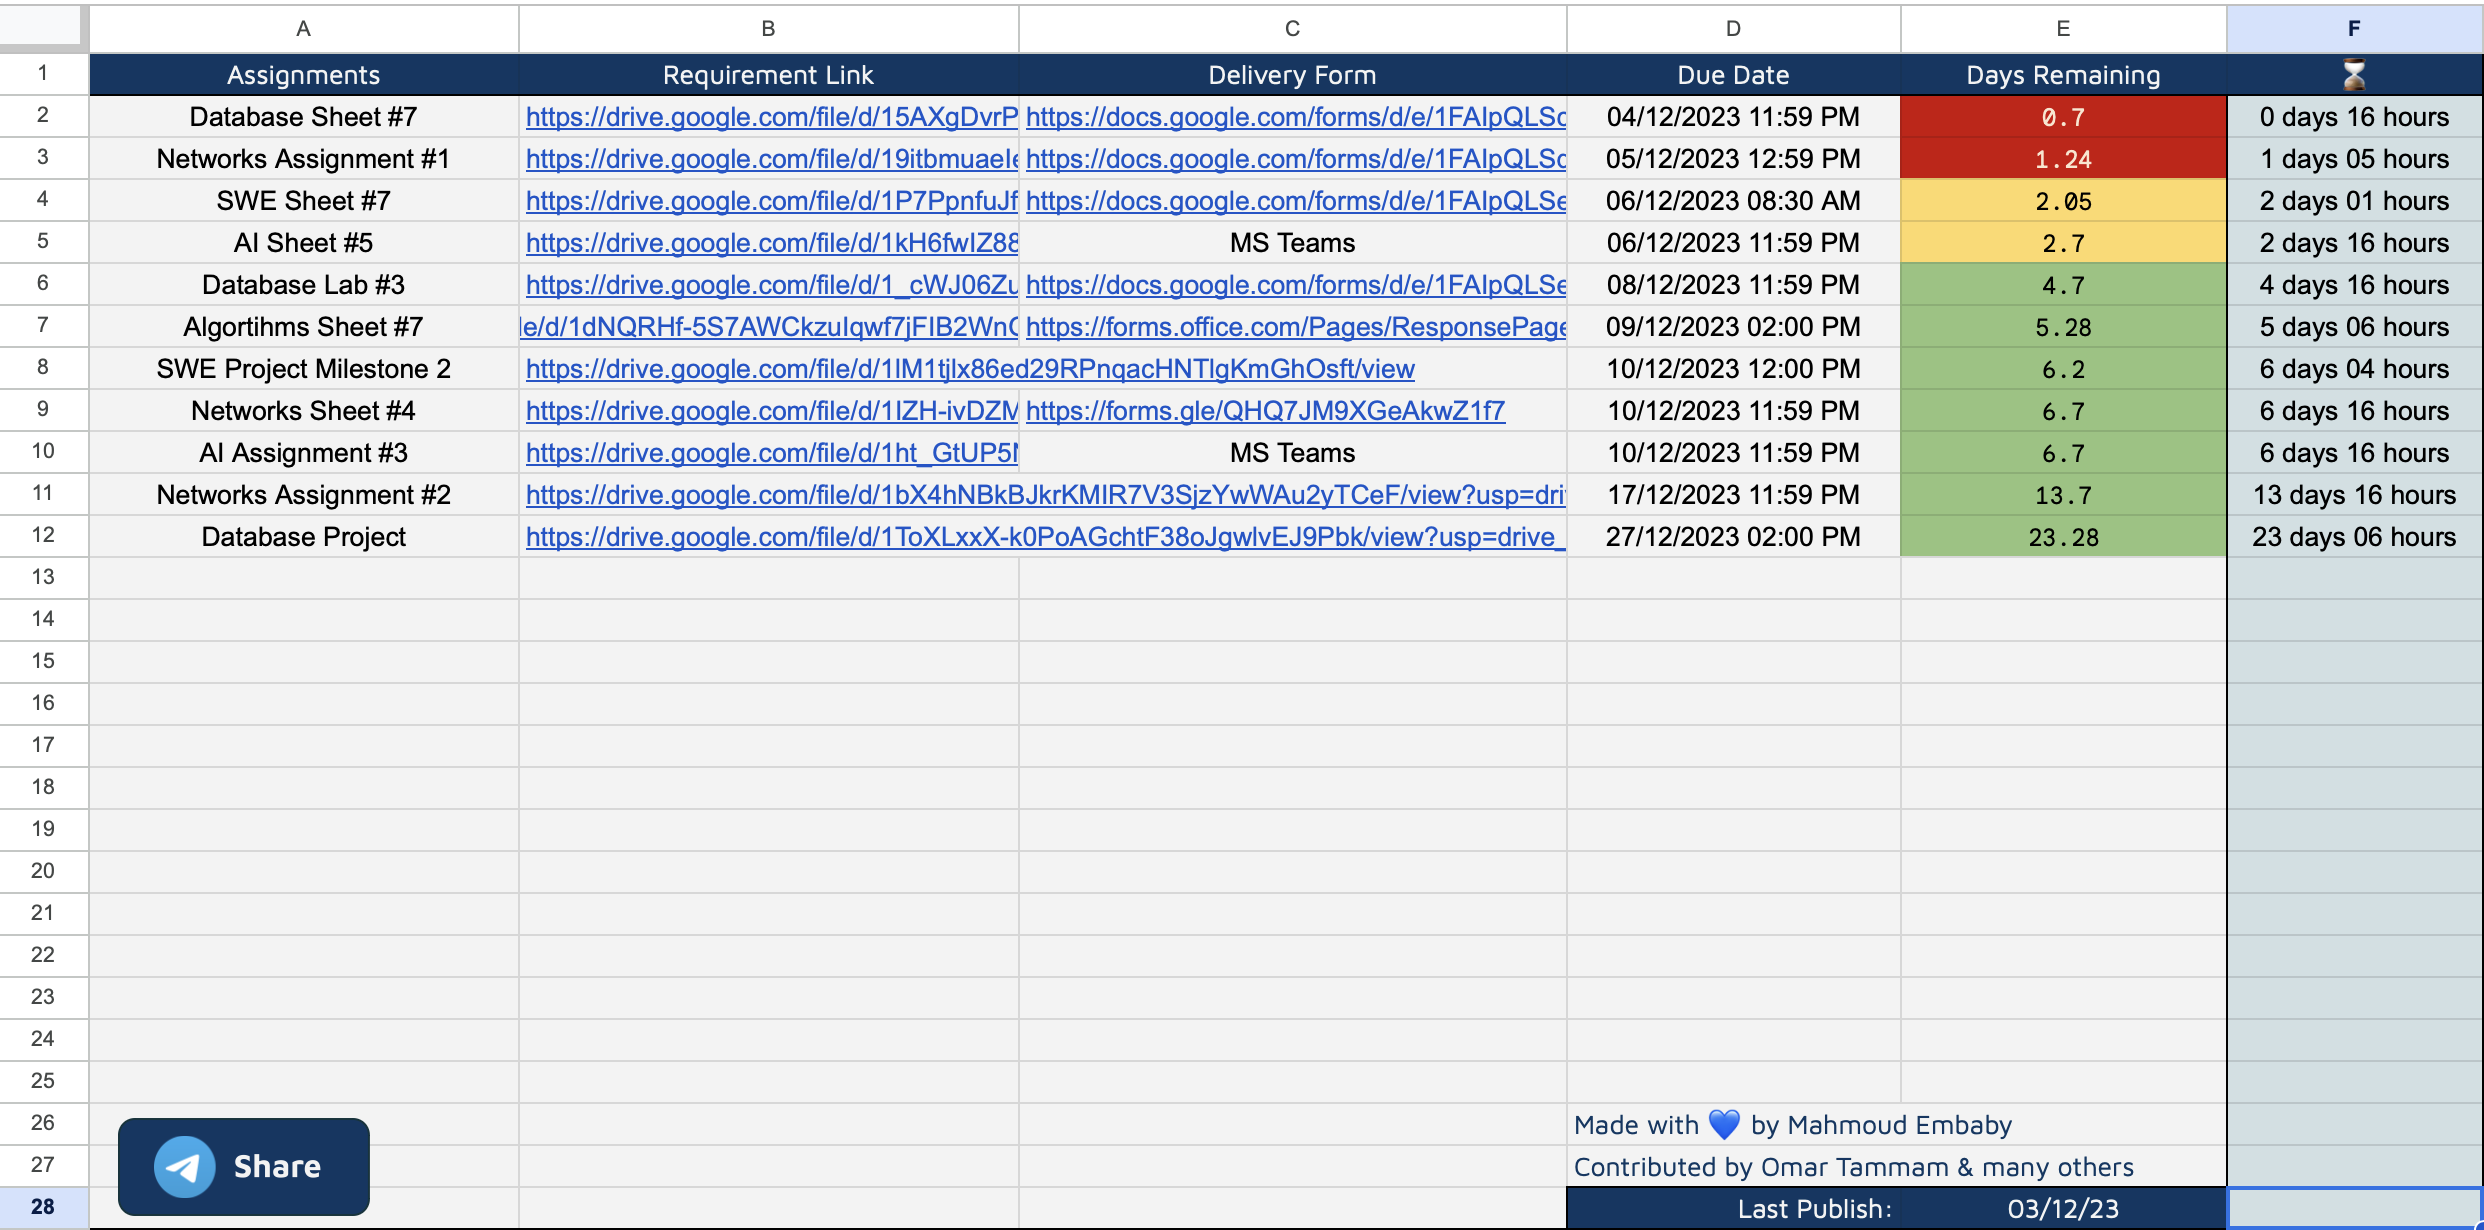 A B C D E F
1 Assignments Requirement Link Delivery Form Due Date Days Remaining ⌛
2 Database Sheet #7 https://drive.google.com/file/d/15AXgDvrP https://docs.google.com/forms/d/e/1FAIpQLSc 04/12/2023 11:59 PM 0.7 0 days 16 hours
3 Networks Assignment #1 https://drive.google.com/file/d/19itbmuaele https://docs.google.com/forms/d/e/1FAIpQLSc 05/12/2023 12:59 PM 1.24 1 days 05 hours
4 SWE Sheet #7 https://drive.google.com/file/d/1P7PpnfuJf https://docs.google.com/forms/d/e/1FAIpQLSe 06/12/2023 08:30 AM 2.05 2 days 01 hours
5 AI Sheet #5 https://drive.google.com/file/d/1kH6fwIZ88 MS Teams 06/12/2023 11:59 PM 2.7 2 days 16 hours
6 Database Lab #3 https://drive.google.com/file/d/1_cWJ06Zu https://docs.google.com/forms/d/e/1FAIpQLSe 08/12/2023 11:59 PM 4.7 4 days 16 hours
7 Algortihms Sheet #7 le/d/1dNQRHf-5S7AWCkzuIqwf7jFIB2WnC https://forms.office.com/Pages/ResponsePage 09/12/2023 02:00 PM 5.28 5 days 06 hours
8 SWE Project Milestone 2 https://drive.google.com/file/d/1lM1tjlx86ed29RPnqacHNTlgKmGhOsft/view 10/12/2023 12:00 PM 6.2 6 days 04 hours
9 Networks Sheet #4 https://drive.google.com/file/d/1IZH-ivDZM https://forms.gle/QHQ7JM9XGeAkwZ1f7 10/12/2023 11:59 PM 6.7 6 days 16 hours
10 AI Assignment #3 https://drive.google.com/file/d/1ht_GtUP5N MS Teams 10/12/2023 11:59 PM 6.7 6 days 16 hours
11 Networks Assignment #2 https://drive.google.com/file/d/1bX4hNBkBJkrKMIR7V3SjzYwWAu2yTCeF/view?usp=dri 17/12/2023 11:59 PM 13.7 13 days 16 hours
12 Database Project https://drive.google.com/file/d/1ToXLxxX-k0PoAGchtF38oJgwlvEJ9Pbk/view?usp=drive_ 27/12/2023 02:00 PM 23.28 23 days 06 hours
13
14
15
16
17
18
19
20
21
22
23
24
25
26 Made with 💙 by Mahmoud Embaby
27 Share Contributed by Omar Tammam & many others
28 Last Publish: 03/12/23